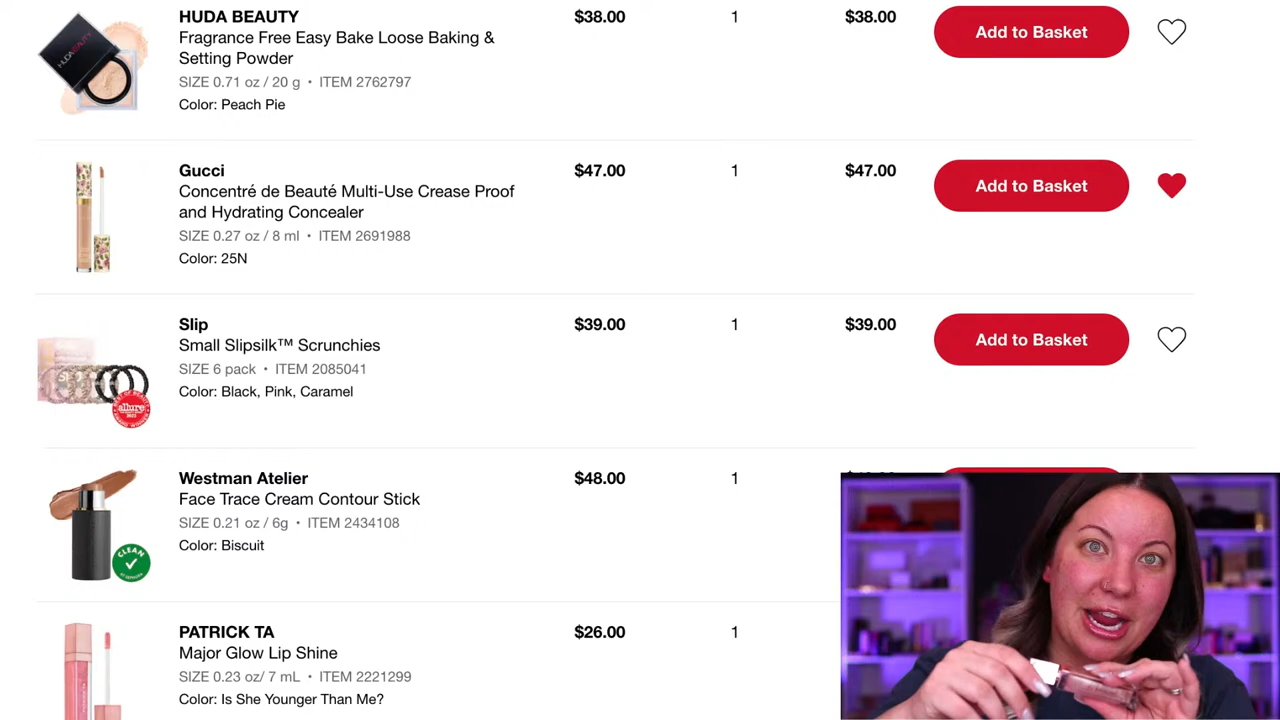 HUDA BEAUTY
Fragrance Free Easy Bake Loose Baking &
Setting Powder
SIZE 0.71 oz / 20 g • ITEM 2762797
Color: Peach Pie
$38.00
1
$38.00
Add to Basket
HUDABEAUTY
Gucci
Concentré de Beauté Multi-Use Crease Proof
and Hydrating Concealer
SIZE 0.27 oz / 8 ml • ITEM 2691988
Color: 25N
$47.00
1
$47.00
Add to Basket
Slip
Small Slipsilk™ Scrunchies
SIZE 6 pack • ITEM 2085041
Color: Black, Pink, Caramel
$39.00
1
$39.00
Add to Basket
allure
Westman Atelier
Face Trace Cream Contour Stick
SIZE 0.21 oz / 6g • ITEM 2434108
Color: Biscuit
$48.00
1
CLEAN
PATRICK TA
Major Glow Lip Shine
SIZE 0.23 oz/ 7 mL • ITEM 2221299
Color: Is She Younger Than Me?
$26.00
1